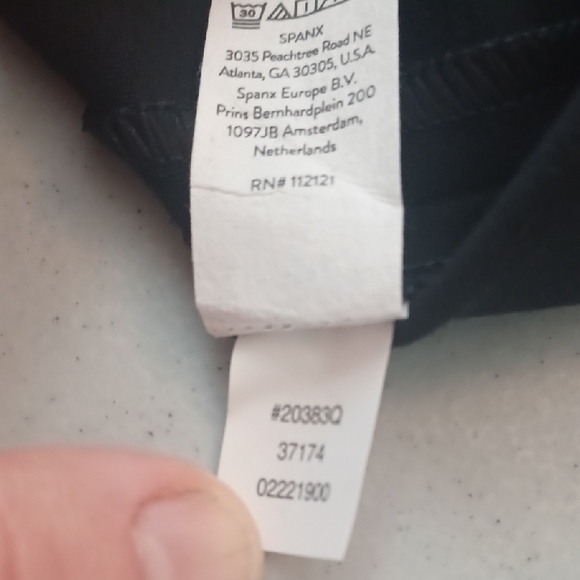 30
SPANX
3035 Peachtree Road NE
Atlanta, GA 30305, U.S.A.
Spanx Europe B.V.
Prins Bernhardplein 200
1097JB Amsterdam,
Netherlands
RN# 112121
#20383Q
37174
02221900